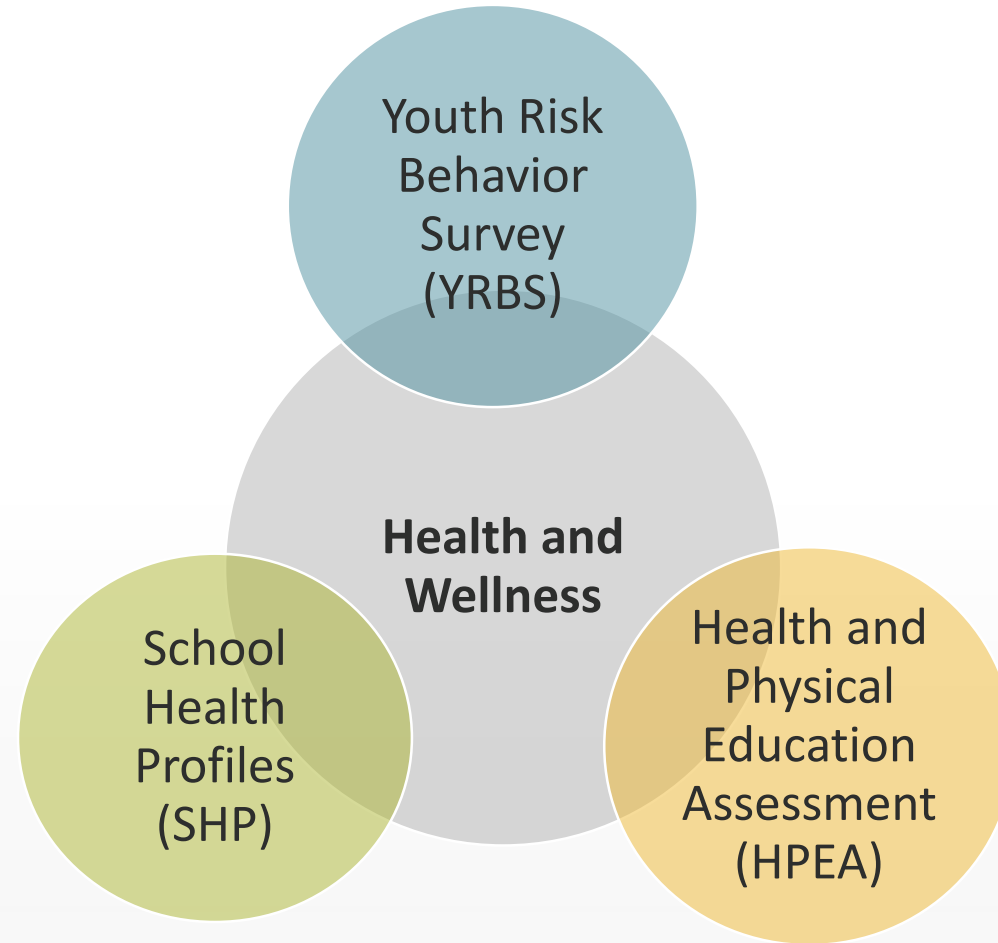 Youth Risk
Behavior
Survey
(YRBS)
Health and
Wellness
School
Health
Profiles
(SHP)
Health and
Physical
Education
Assessment
(HPEA)